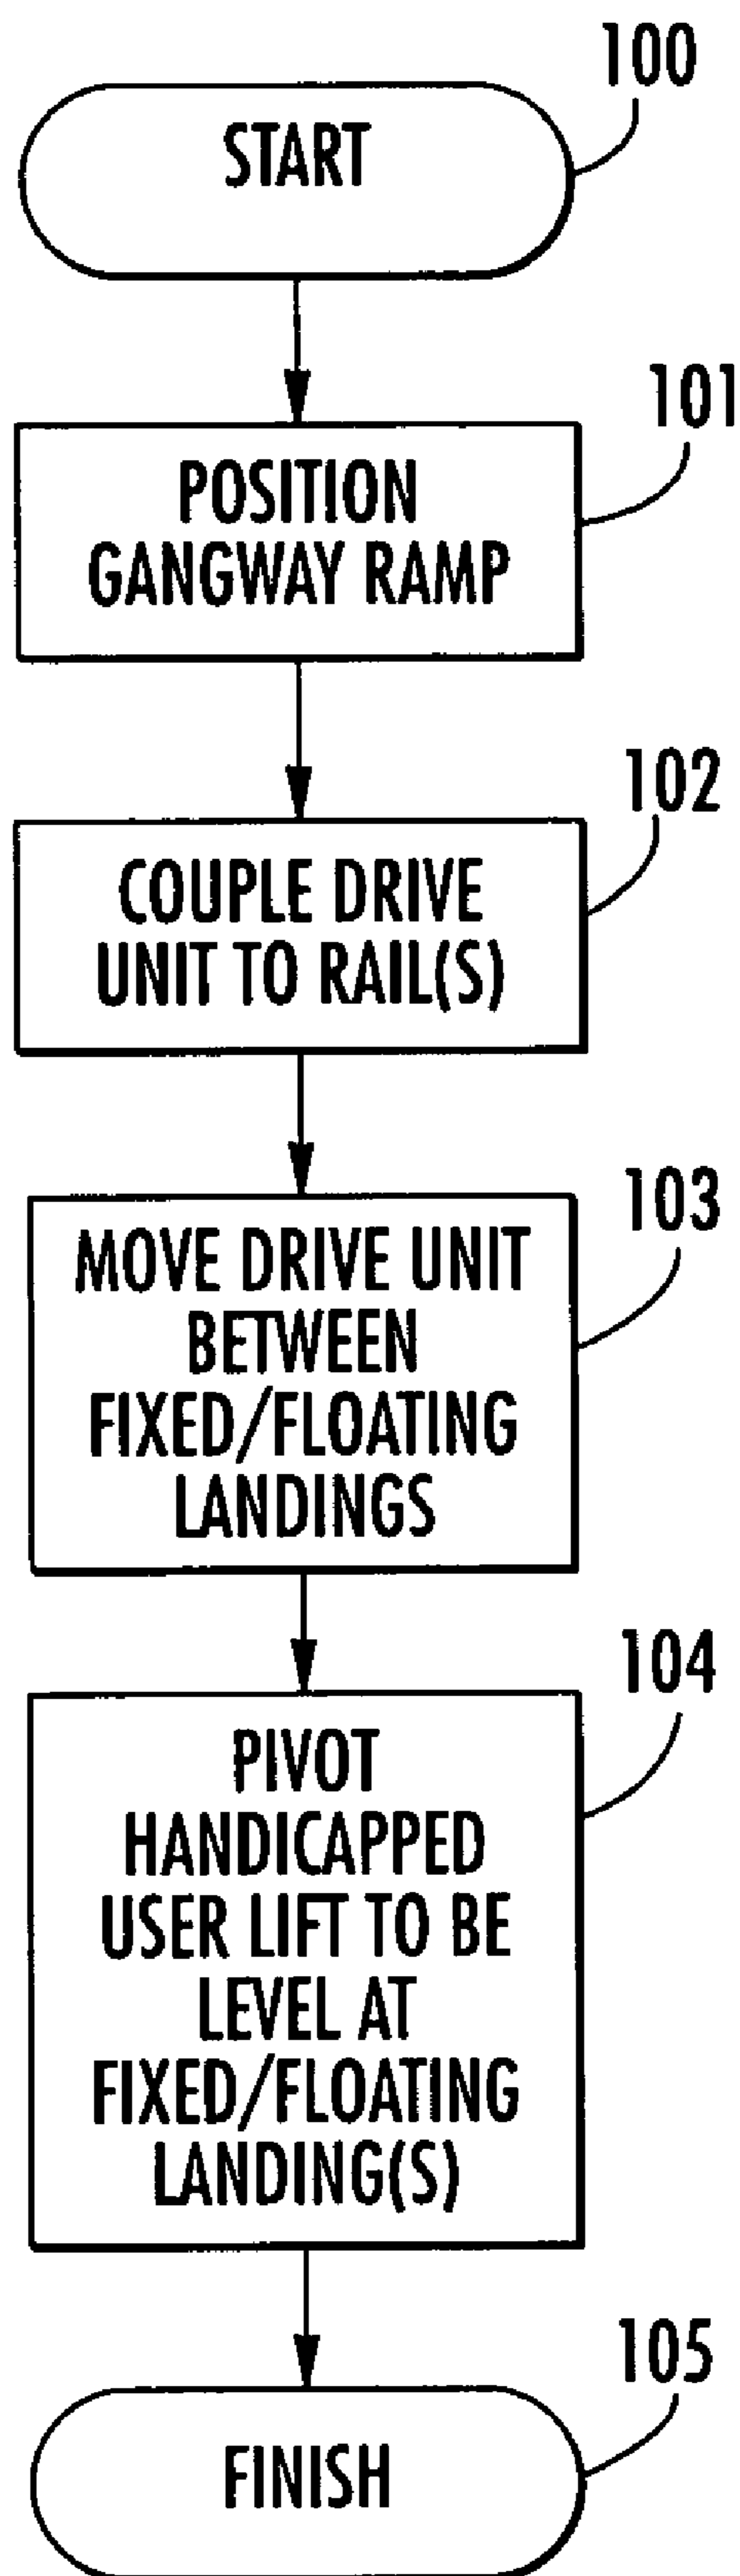 100
START
101
POSITION
GANGWAY RAMP
102
COUPLE DRIVE
UNIT TO RAIL(S)
103
MOVE DRIVE UNIT
BETWEEN
FIXED/FLOATING
LANDINGS
104
PIVOT
HANDICAPPED
USER LIFT TO BE
LEVEL AT
FIXED/FLOATING
LANDING(S)
105
FINISH